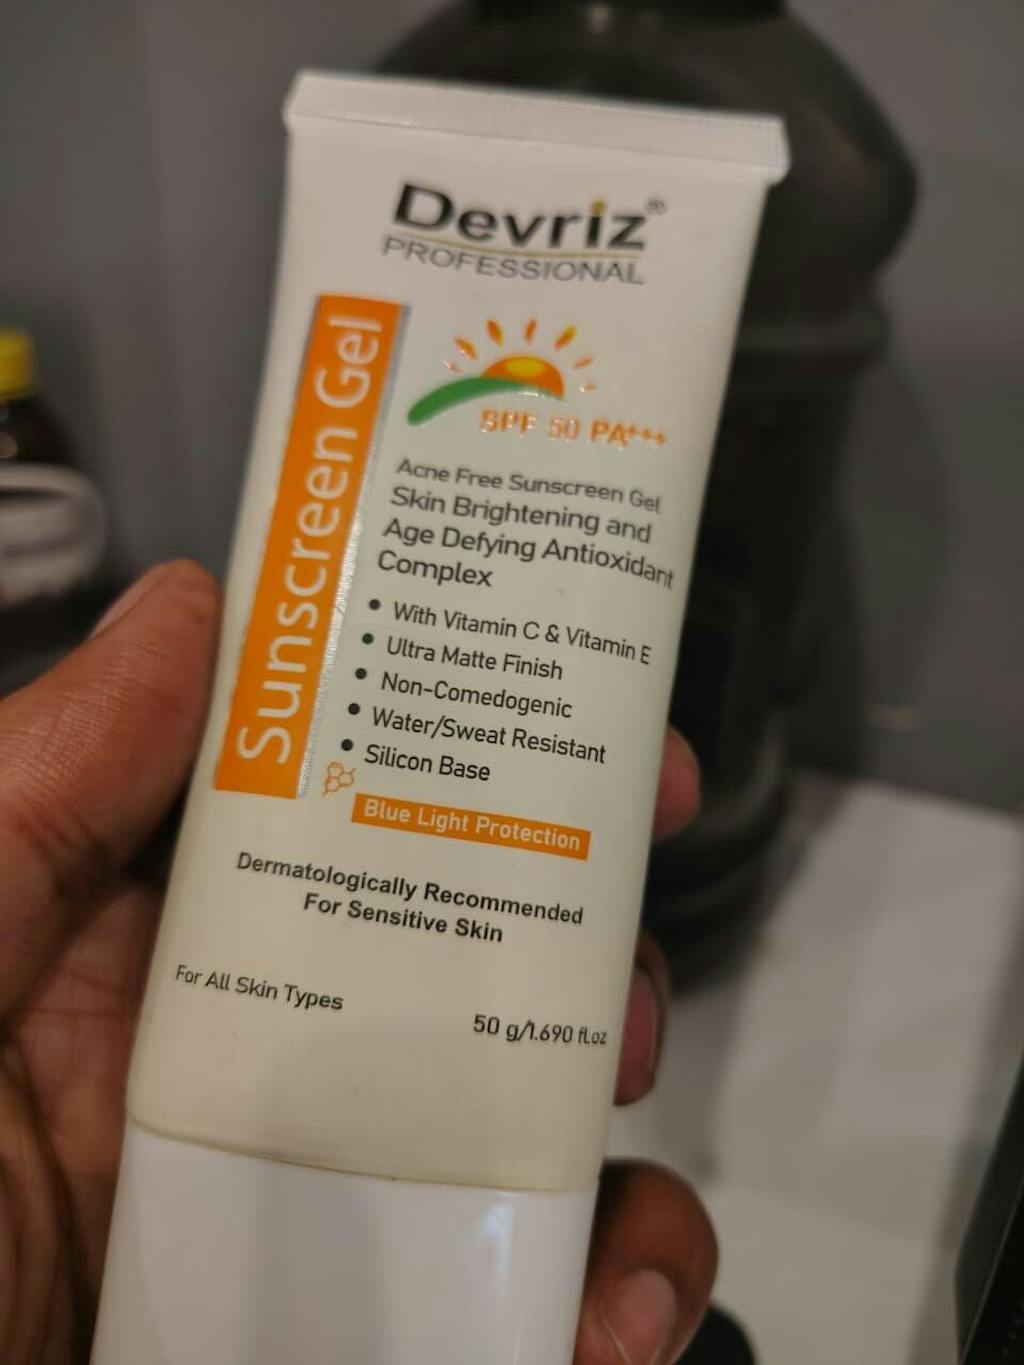 Devriz®
PROFESSIONAL
Sunscreen Gel
SPF 50 PA+++
Acne Free Sunscreen Gel
Skin Brightening and
Age Defying Antioxidant
Complex
• With Vitamin C & Vitamin E
• Ultra Matte Finish
• Non-Comedogenic
• Water/Sweat Resistant
• Silicon Base
Blue Light Protection
Dermatologically Recommended
For Sensitive Skin
For All Skin Types
50 g/1.690 fl.oz